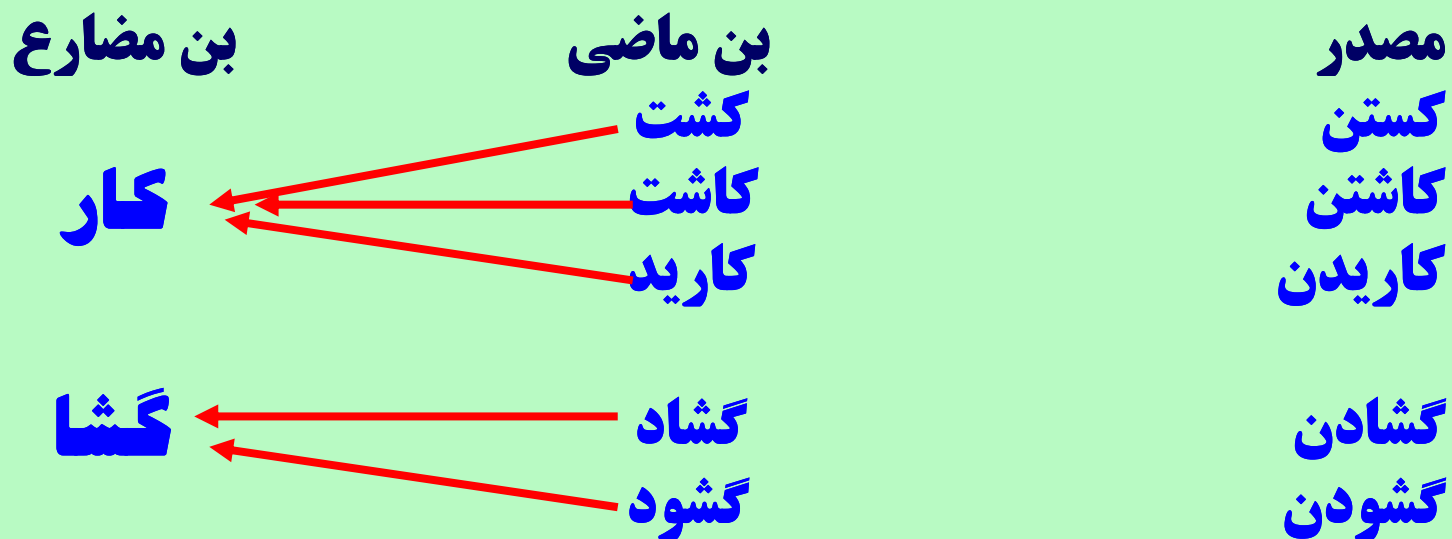 مصدر بن ماضی بن مضارع
کستن کشت
کاشتن کاشت کار
کاریدن کارید
گشادن گشاد گشا
گشودن گشود